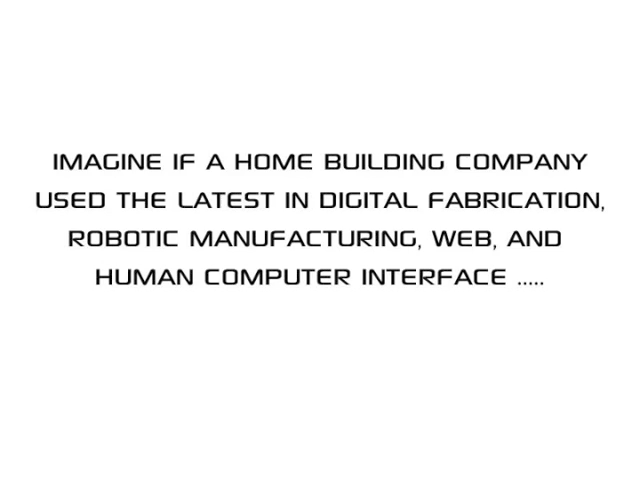 IMAGINE IF A HOME BUILDING COMPANY
USED THE LATEST IN DIGITAL FABRICATION,
ROBOTIC MANUFACTURING, WEB, AND
HUMAN COMPUTER INTERFACE .....